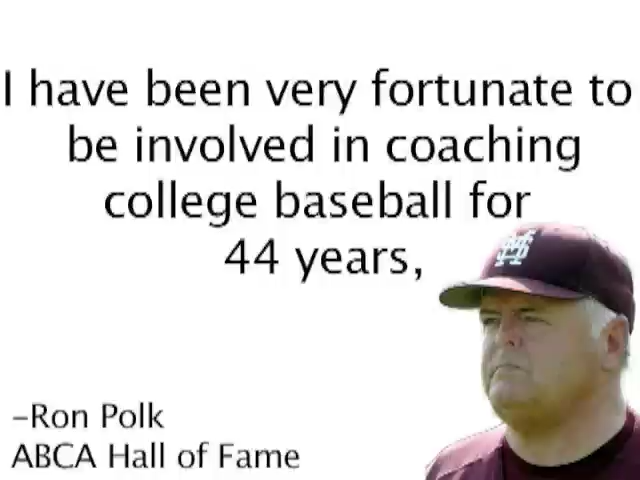 I have been very fortunate to
be involved in coaching
college baseball for
44 years,
MS
–Ron Polk
ABCA Hall of Fame